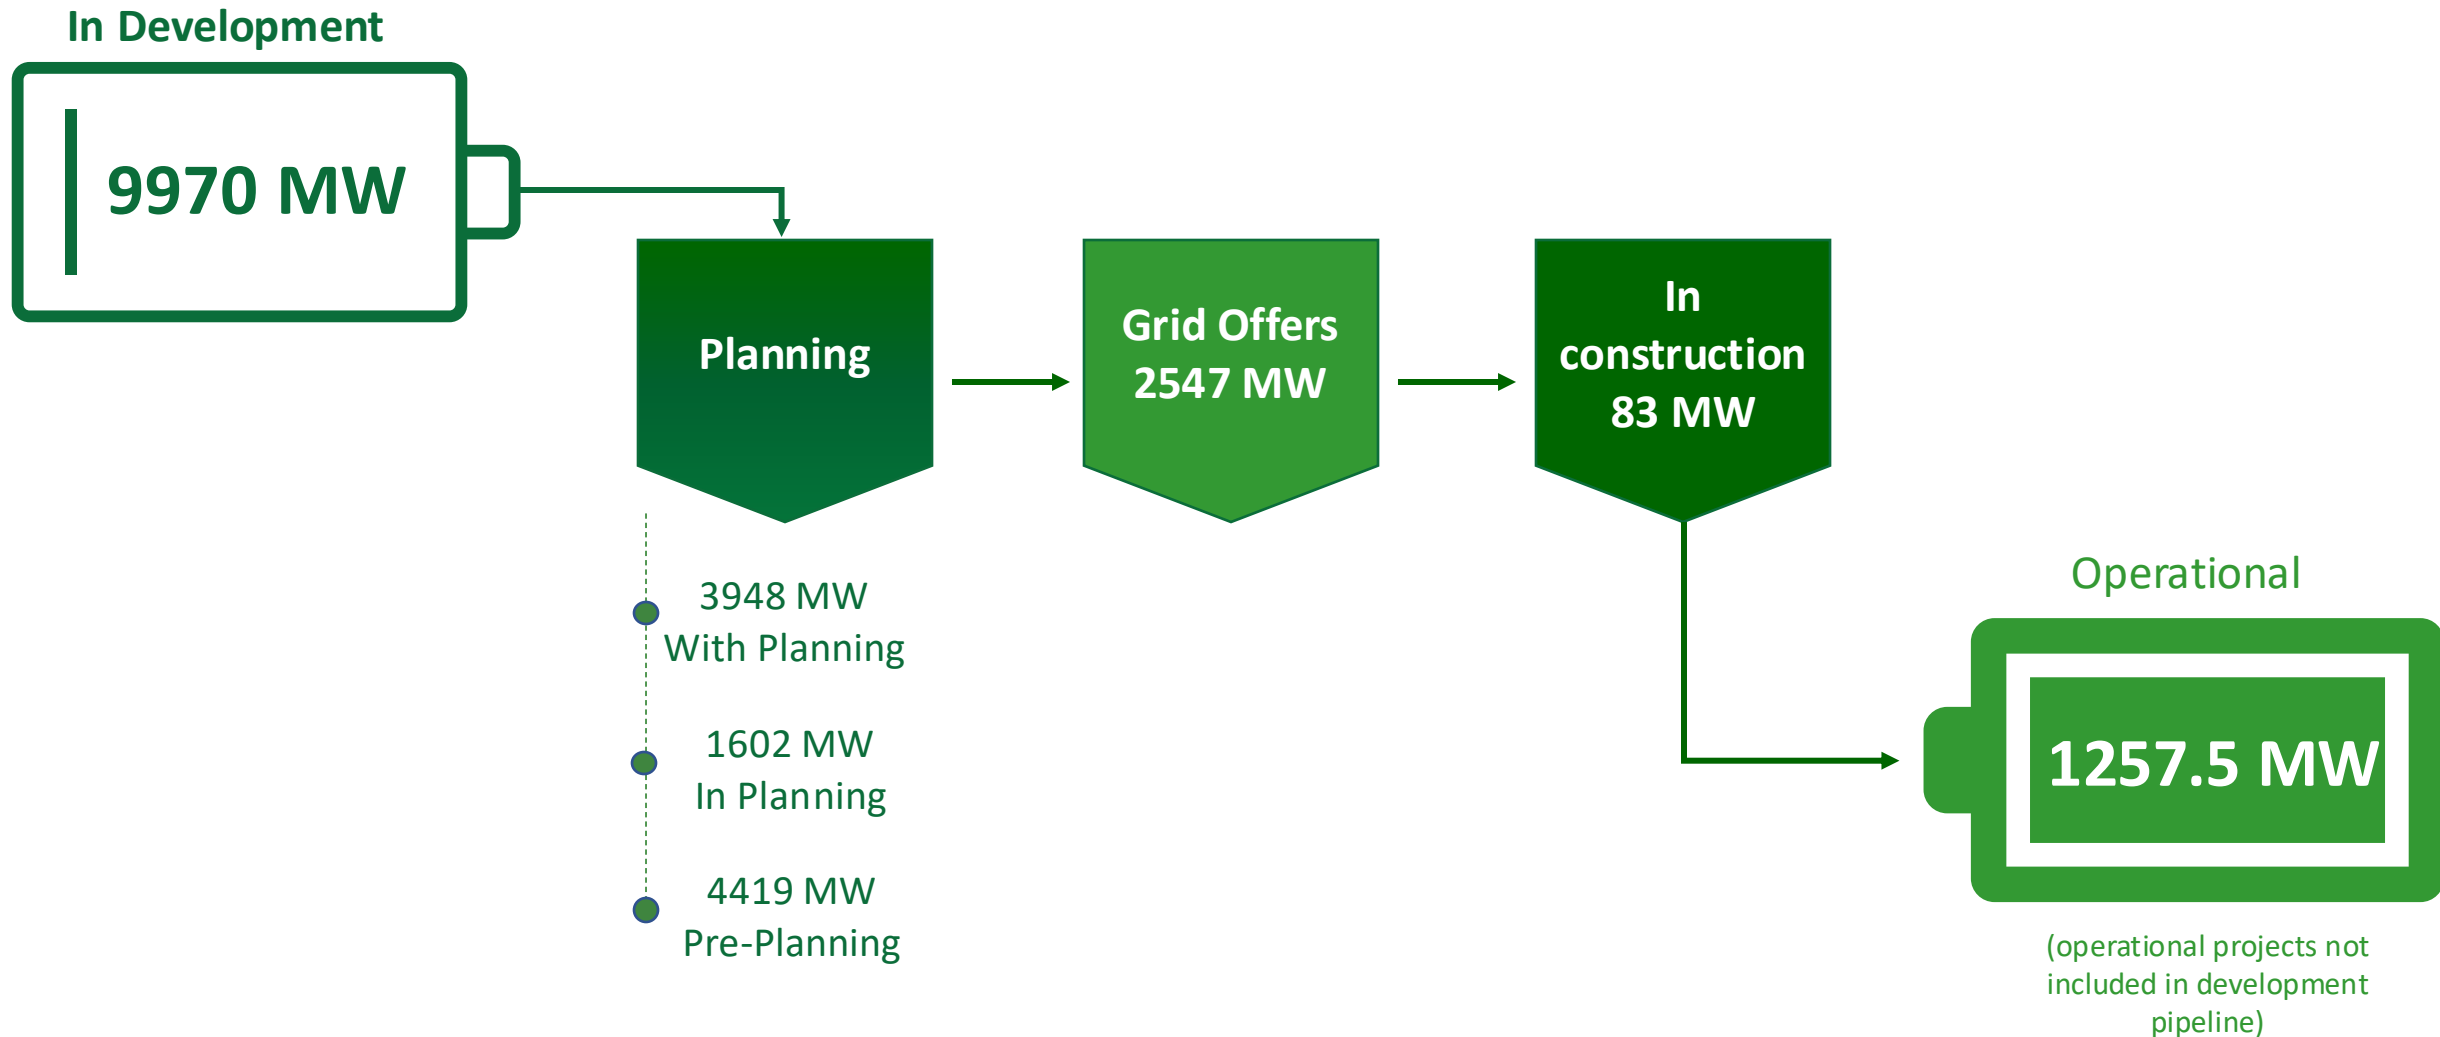 In Development
9970 MW
Planning
Grid Offers
2547 MW
In
construction
83 MW
3948 MW
With Planning
1602 MW
In Planning
4419 MW
Pre-Planning
Operational
1257.5 MW
(operational projects not
included in development
pipeline)